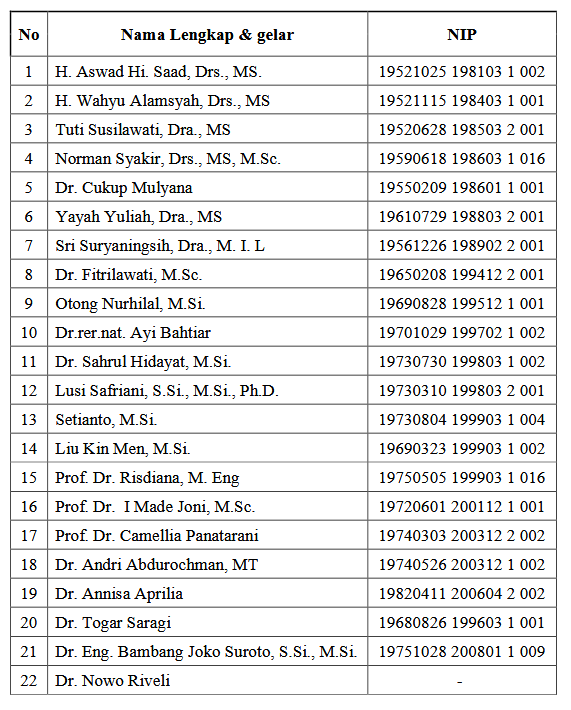 No Nama Lengkap & gelar NIP
1 H. Aswad Hi. Saad, Drs., MS. 19521025 198103 1 002
2 H. Wahyu Alamsyah, Drs., MS 19521115 198403 1 001
3 Tuti Susilawati, Dra., MS 19520628 198503 2 001
4 Norman Syakir, Drs., MS, M.Sc. 19590618 198603 1 016
5 Dr. Cukup Mulyana 19550209 198601 1 001
6 Yayah Yuliah, Dra., MS 19610729 198803 2 001
7 Sri Suryaningsih, Dra., M. I. L 19561226 198902 2 001
8 Dr. Fitrilawati, M.Sc. 19650208 199412 2 001
9 Otong Nurhilal, M.Si. 19690828 199512 1 001
10 Dr.rer.nat. Ayi Bahtiar 19701029 199702 1 002
11 Dr. Sahrul Hidayat, M.Si. 19730730 199803 1 002
12 Lusi Safriani, S.Si., M.Si., Ph.D. 19730310 199803 2 001
13 Setianto, M.Si. 19730804 199903 1 004
14 Liu Kin Men, M.Si. 19690323 199903 1 002
15 Prof. Dr. Risdiana, M. Eng 19750505 199903 1 016
16 Prof. Dr.  I Made Joni, M.Sc. 19720601 200112 1 001
17 Prof. Dr. Camellia Panatarani 19740303 200312 2 002
18 Dr. Andri Abdurochman, MT 19740526 200312 1 002
19 Dr. Annisa Aprilia 19820411 200604 2 002
20 Dr. Togar Saragi 19680826 199603 1 001
21 Dr. Eng. Bambang Joko Suroto, S.Si., M.Si. 19751028 200801 1 009
22 Dr. Nowo Riveli -